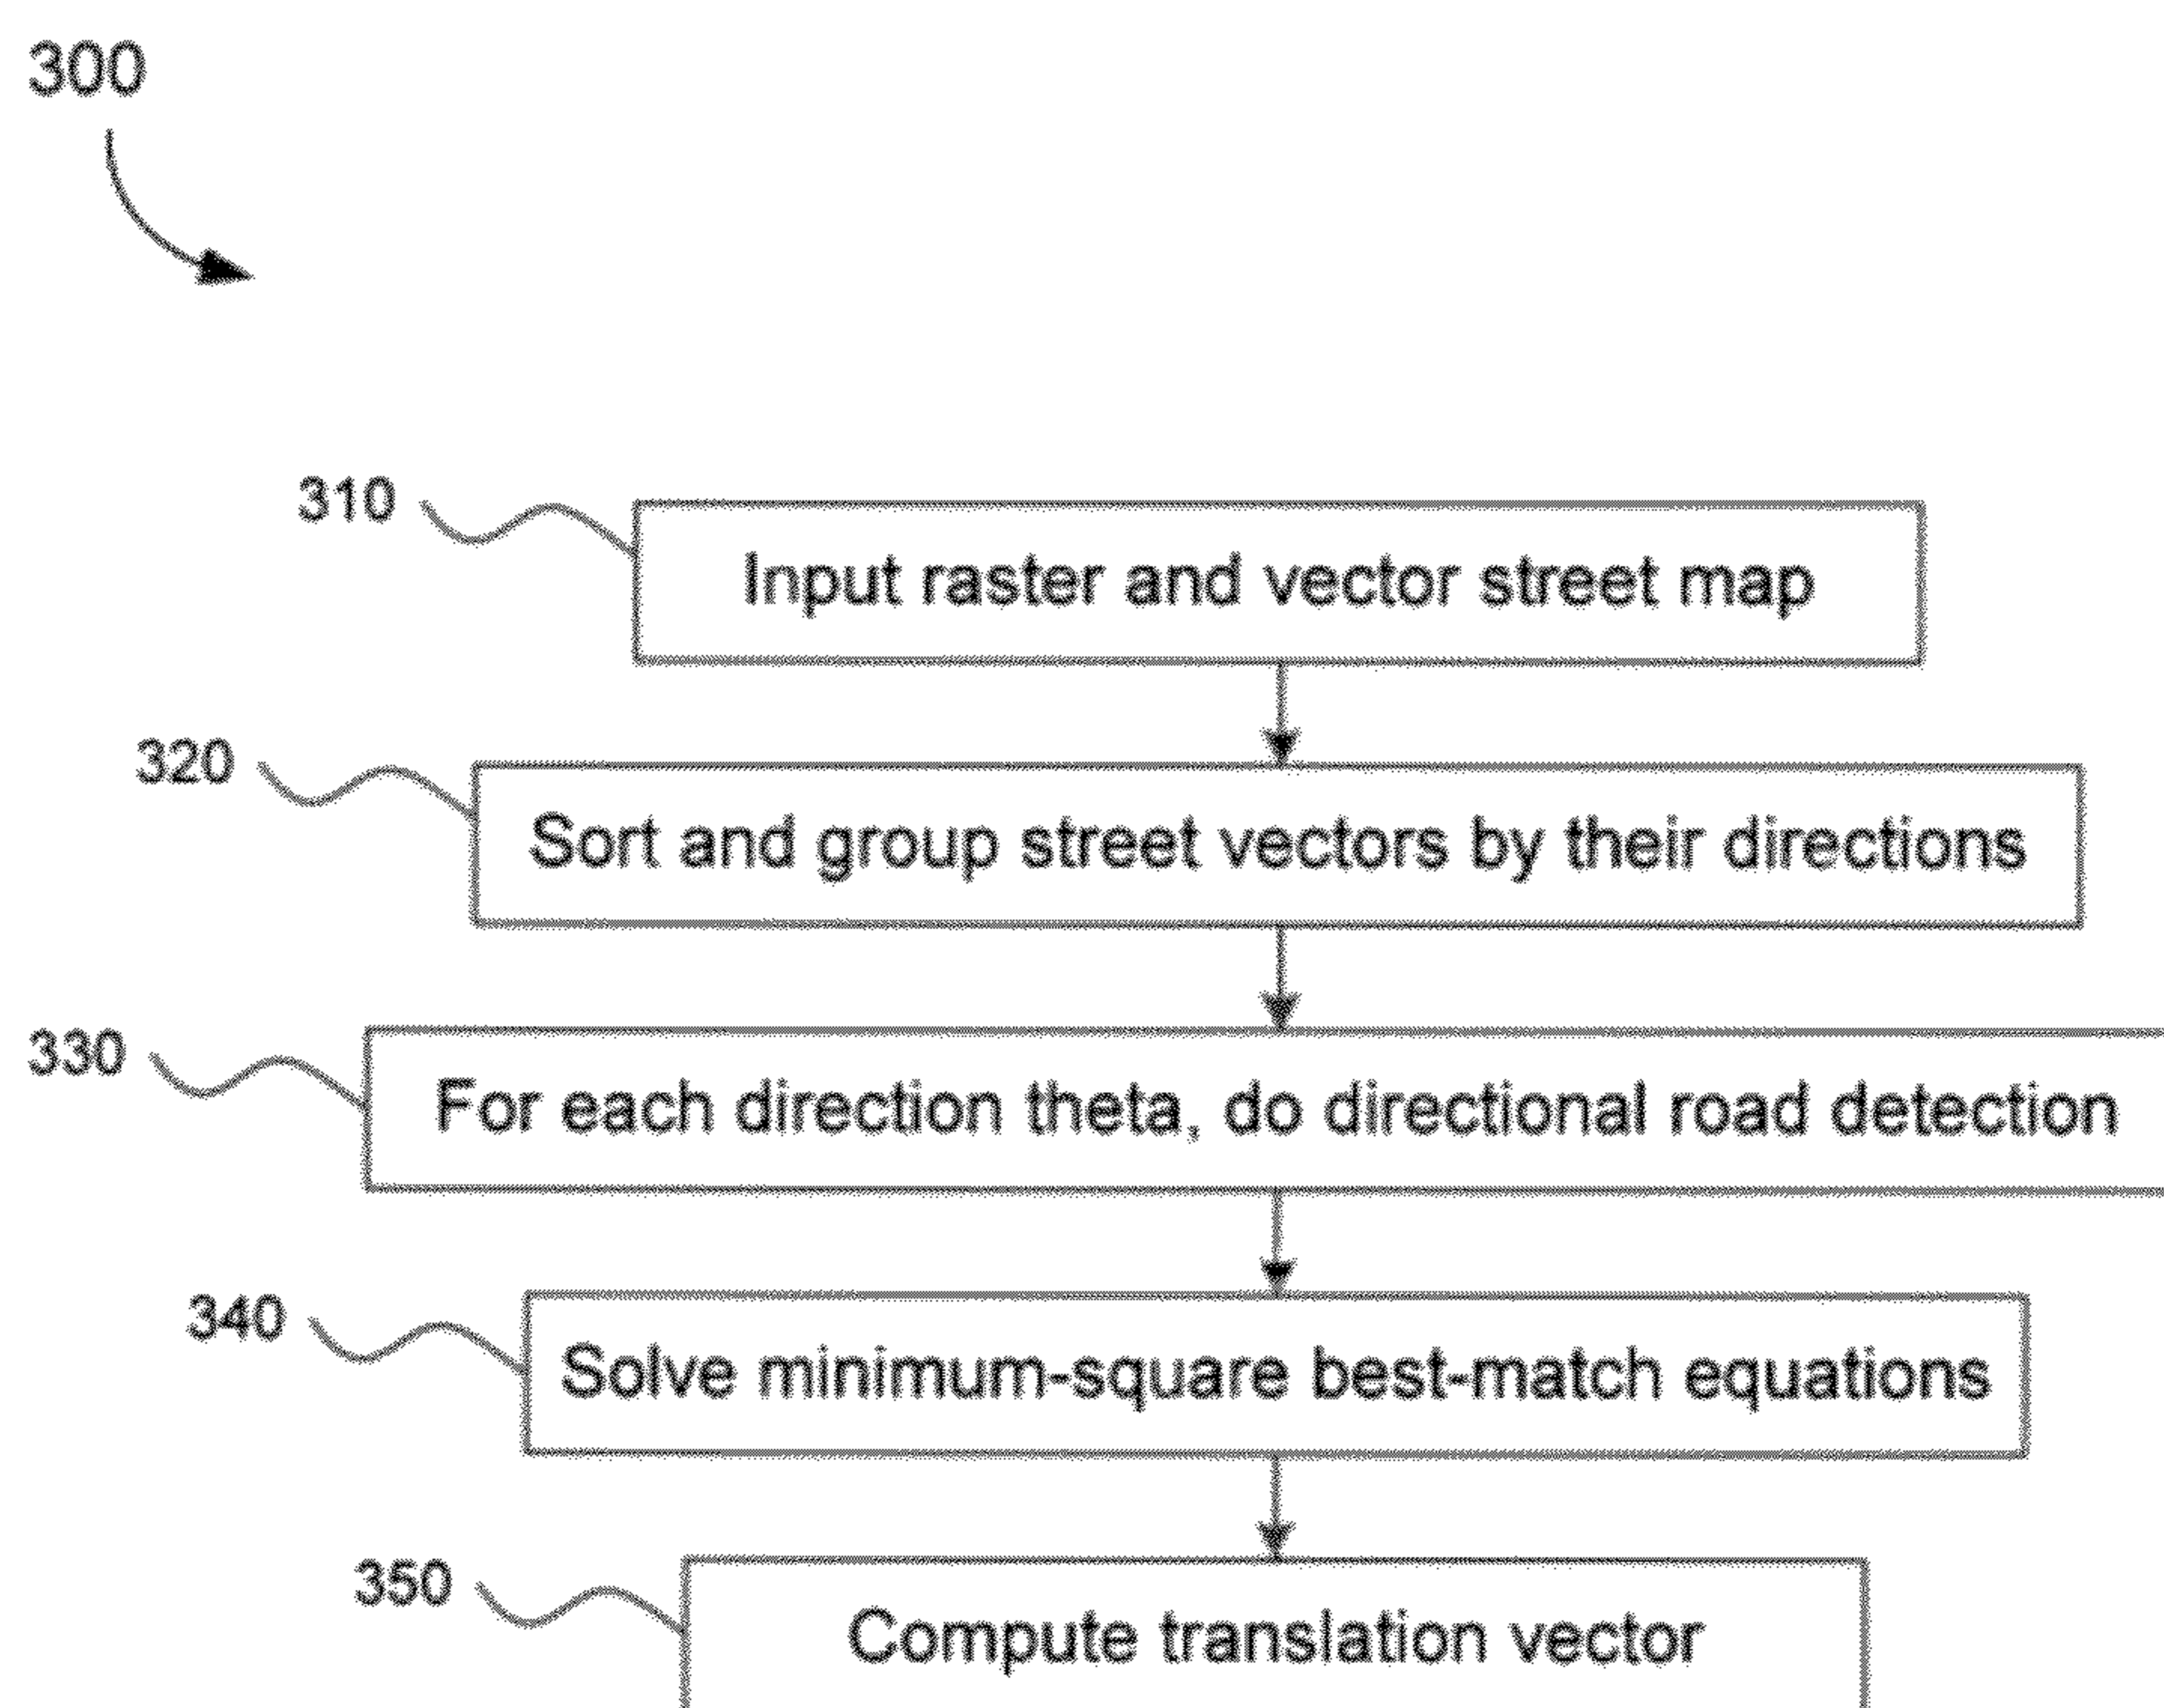 300
310
Input raster and vector street map
320
Sort and group street vectors by their directions
330
For each direction theta, do directional road detection
340
Solve minimum-square best-match equations
350
Compute translation vector